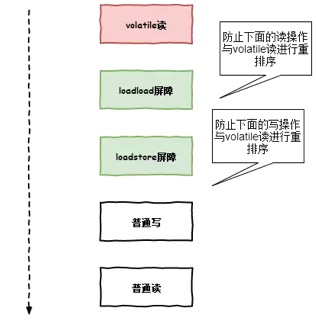 volatile读
防止下面的读操作
与volatile读进行重
排序
loadload屏障
防止下面的写操作
与volatile读进行重
排序
loadstore屏障
普通写
普通读